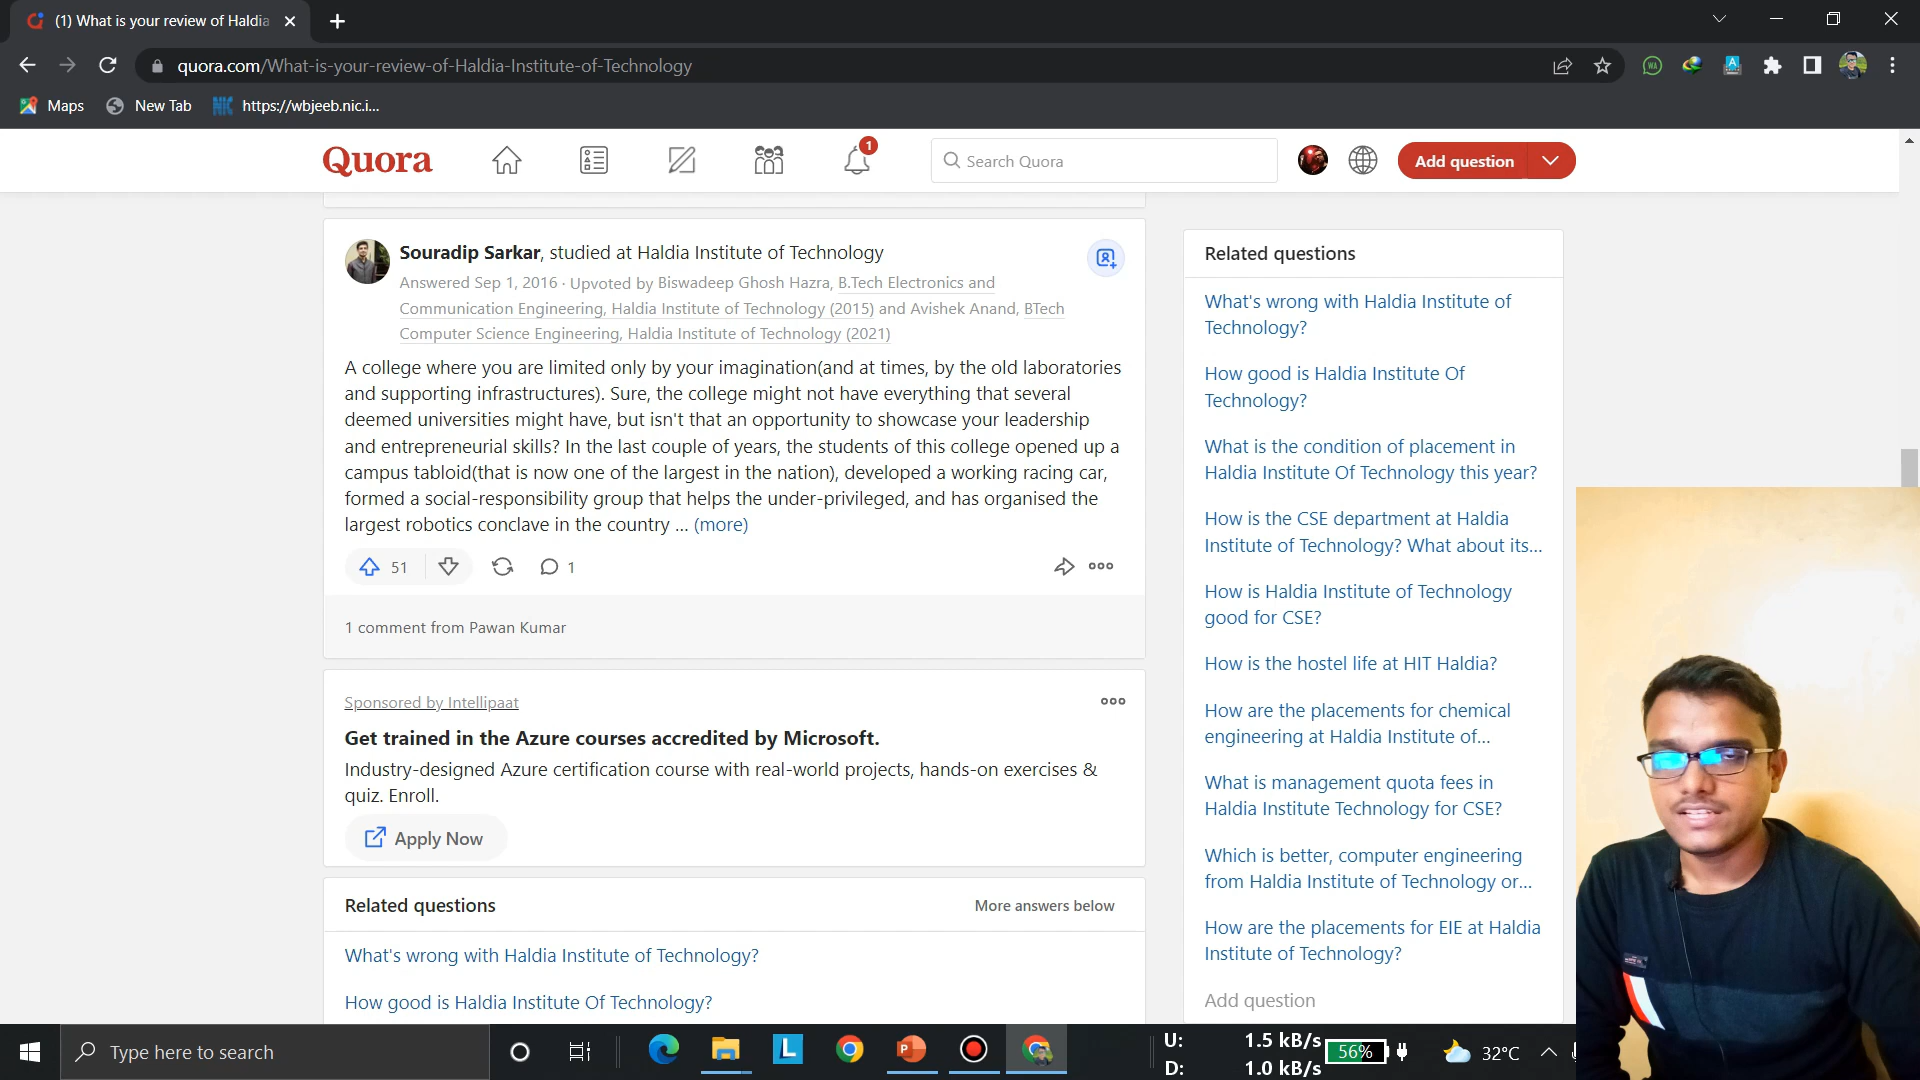 (1) What is your review of Haldia
quora.com/What-is-your-review-of-Haldia-Institute-of-Technology
Maps
New Tab
NIC
https://wbjeeb.nic.i...
Quora
1
Search Quora
Add question
Souradip Sarkar, studied at Haldia Institute of Technology
Answered Sep 1, 2016 · Upvoted by Biswadeep Ghosh Hazra, B.Tech Electronics and
Communication Engineering, Haldia Institute of Technology (2015) and Avishek Anand, BTech
Computer Science Engineering, Haldia Institute of Technology (2021)
A college where you are limited only by your imagination(and at times, by the old laboratories
and supporting infrastructures). Sure, the college might not have everything that several
deemed universities might have, but isn't that an opportunity to showcase your leadership
and entrepreneurial skills? In the last couple of years, the students of this college opened up a
campus tabloid(that is now one of the largest in the nation), developed a working racing car,
formed a social-responsibility group that helps the under-privileged, and has organised the
largest robotics conclave in the country ... (more)
51
1
1 comment from Pawan Kumar
Sponsored by Intellipaat
Get trained in the Azure courses accredited by Microsoft.
Industry-designed Azure certification course with real-world projects, hands-on exercises &
quiz. Enroll.
Apply Now
Related questions
More answers below
What's wrong with Haldia Institute of Technology?
How good is Haldia Institute Of Technology?
Related questions
What's wrong with Haldia Institute of
Technology?
How good is Haldia Institute Of
Technology?
What is the condition of placement in
Haldia Institute Of Technology this year?
How is the CSE department at Haldia
Institute of Technology? What about its...
How is Haldia Institute of Technology
good for CSE?
How is the hostel life at HIT Haldia?
How are the placements for chemical
engineering at Haldia Institute of...
What is management quota fees in
Haldia Institute Technology for CSE?
Which is better, computer engineering
from Haldia Institute of Technology or...
How are the placements for EIE at Haldia
Institute of Technology?
Add question
Type here to search
L
P
U: 1.5 kB/s
D: 1.0 kB/s
56%
32°C